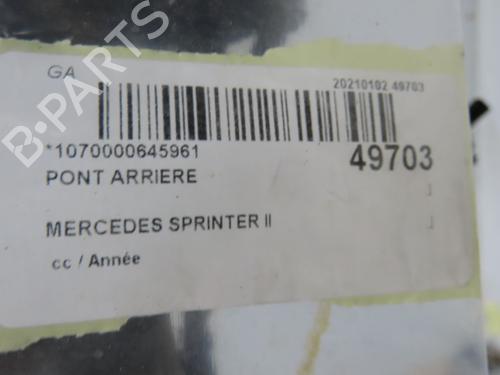 GA
20210102 49703
*1070000645961
49703
PONT ARRIERE
MERCEDES SPRINTER II
cc / Année
B-PARTS